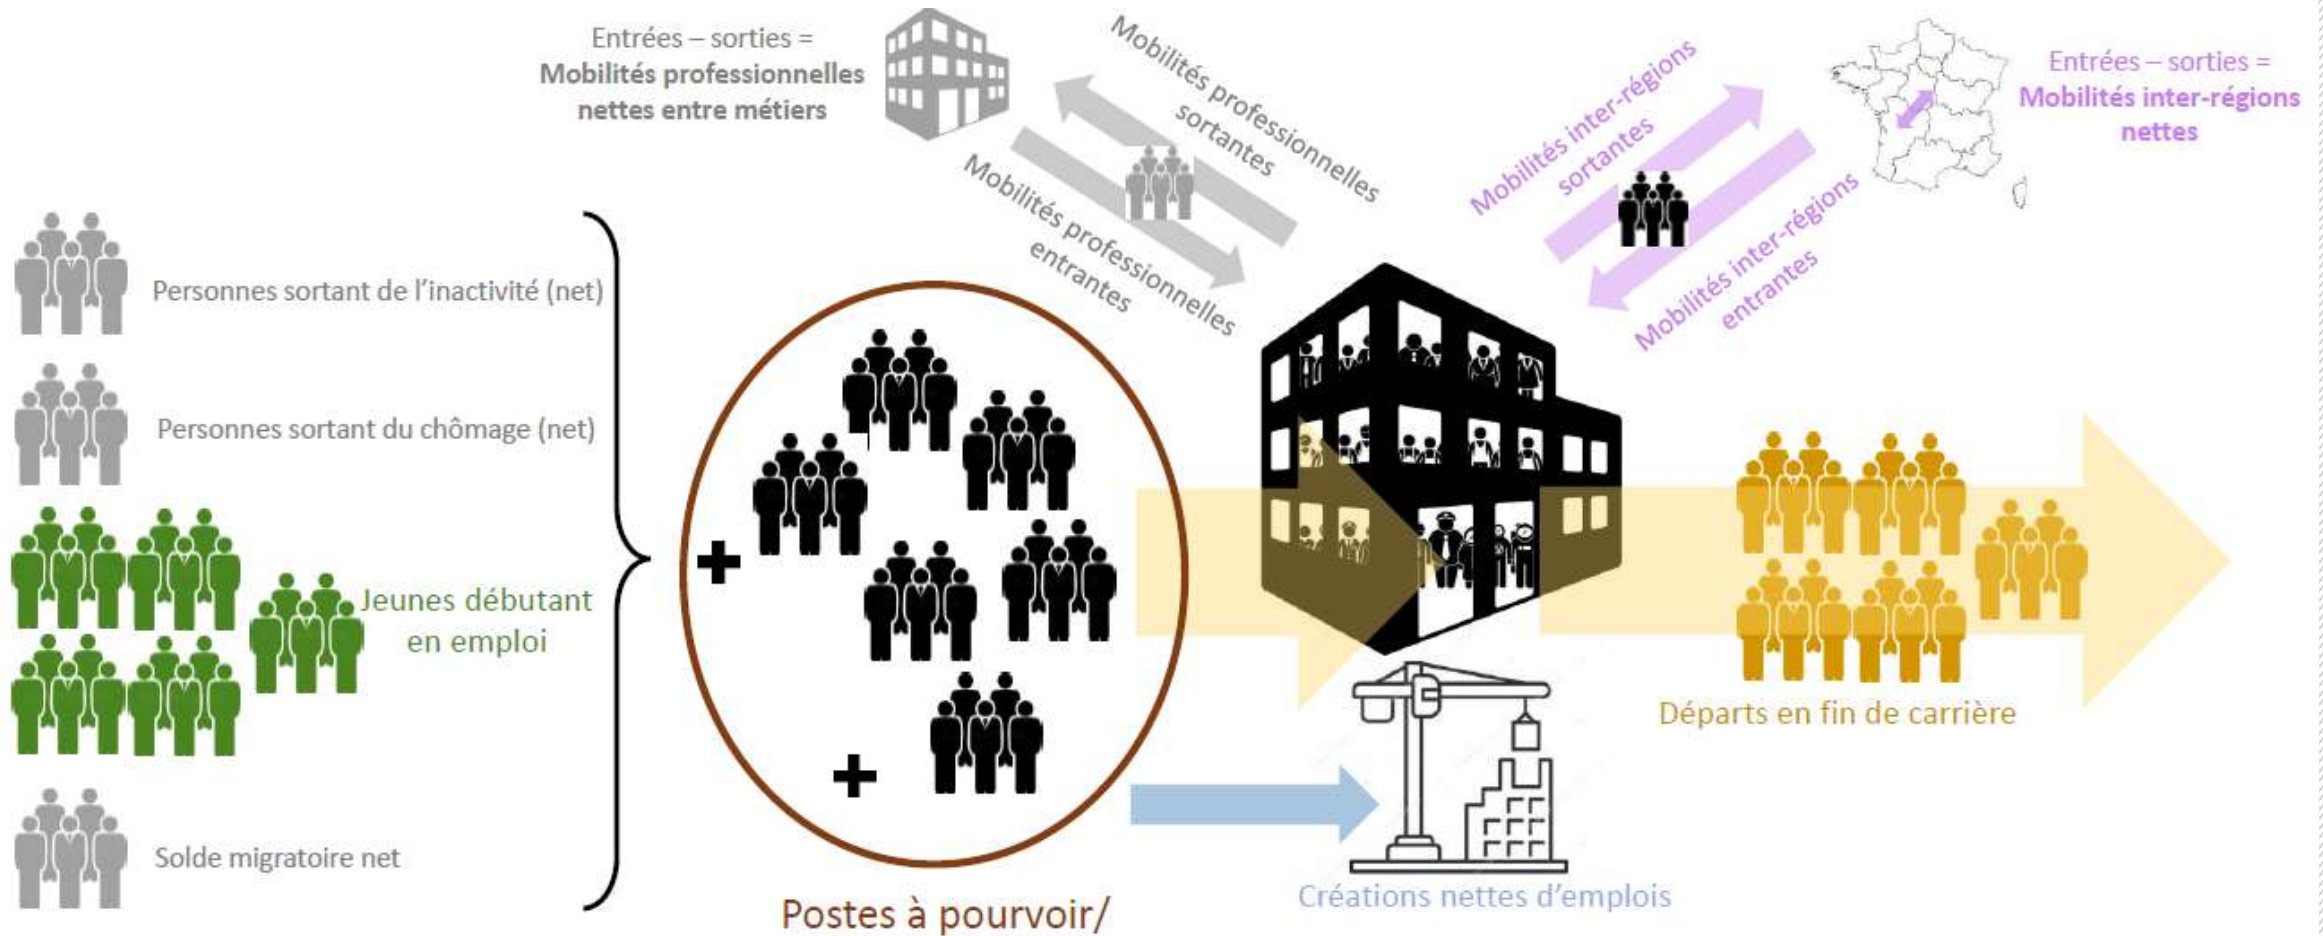 Entrées – sorties =
Mobilités professionnelles
nettes entre métiers
Mobilités professionnelles
sortantes
Mobilités professionnelles
entrantes
Mobilités inter-régions
sortantes
Mobilités inter-régions
entrantes
Entrées – sorties =
Mobilités inter-régions
nettes
Personnes sortant de l'inactivité (net)
Personnes sortant du chômage (net)
Jeunes débutant
en emploi
Solde migratoire net
+
+
Départs en fin de carrière
Créations nettes d'emplois
Postes à pourvoir/